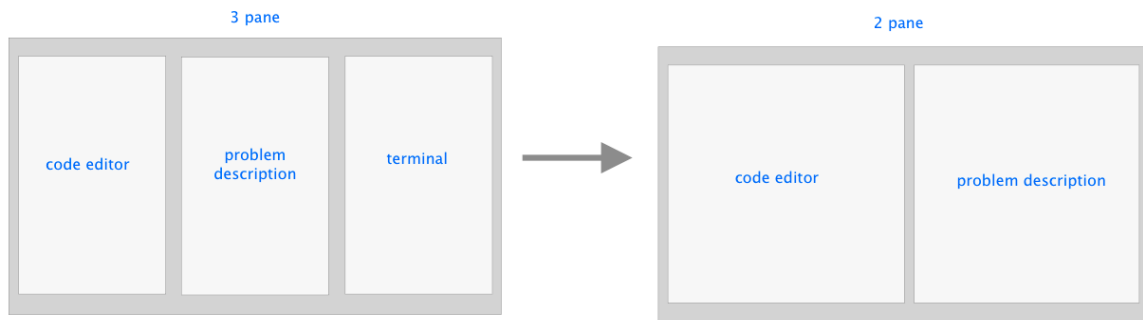 3 pane
code editor
problem
description
terminal
2 pane
code editor
problem description